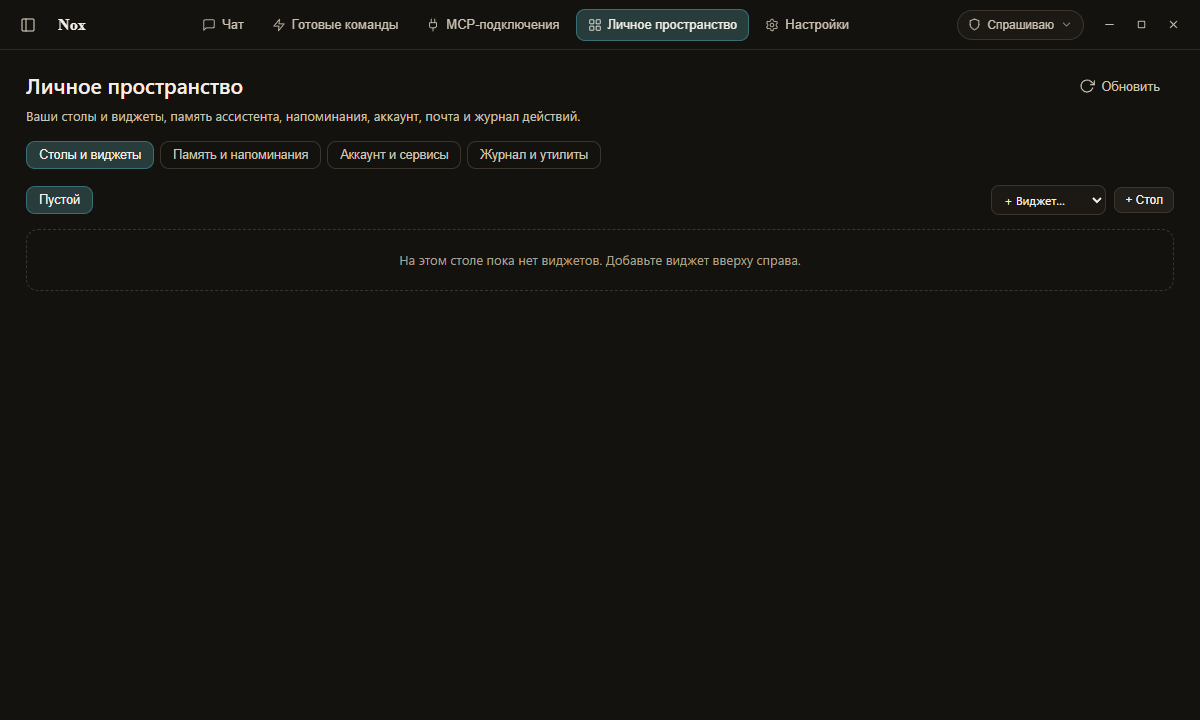 Nox Чат Готовые команды MCP-подключения Личное пространство Настройки Спрашиваю
Личное пространство Обновить
Ваши столы и виджеты, память ассистента, напоминания, аккаунт, почта и журнал действий.
Столы и виджеты Память и напоминания Аккаунт и сервисы Журнал и утилиты
Пустой + Виджет... + Стол
На этом столе пока нет виджетов. Добавьте виджет вверху справа.